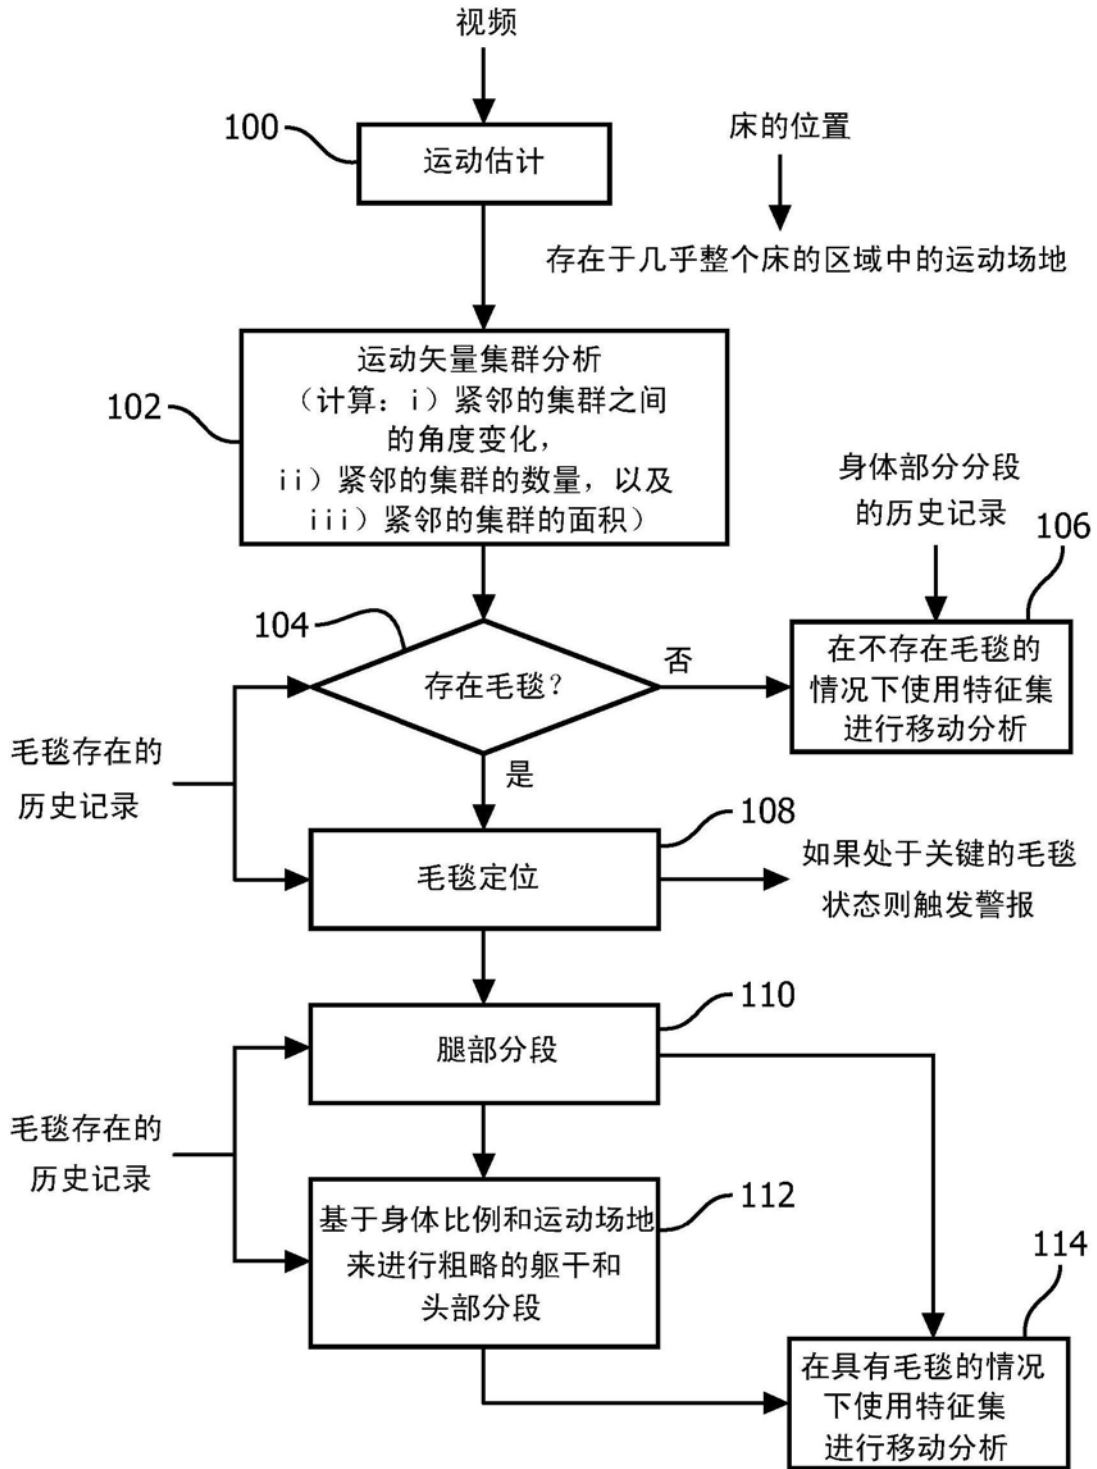 视频
100
运动估计
床的位置
存在于几乎整个床的区域中的运动场地
102
运动矢量集群分析
（计算：i）紧邻的集群之间
的角度变化，
ii）紧邻的集群的数量，以及
iii）紧邻的集群的面积）
身体部分分段
的历史记录
106
104
存在毛毯？
否
在不存在毛毯的
情况下使用特征集
进行移动分析
毛毯存在的
历史记录
是
108
毛毯定位
如果处于关键的毛毯
状态则触发警报
110
腿部分段
毛毯存在的
历史记录
112
基于身体比例和运动场地
来进行粗略的躯干和
头部分段
114
在具有毛毯的情况
下使用特征集
进行移动分析